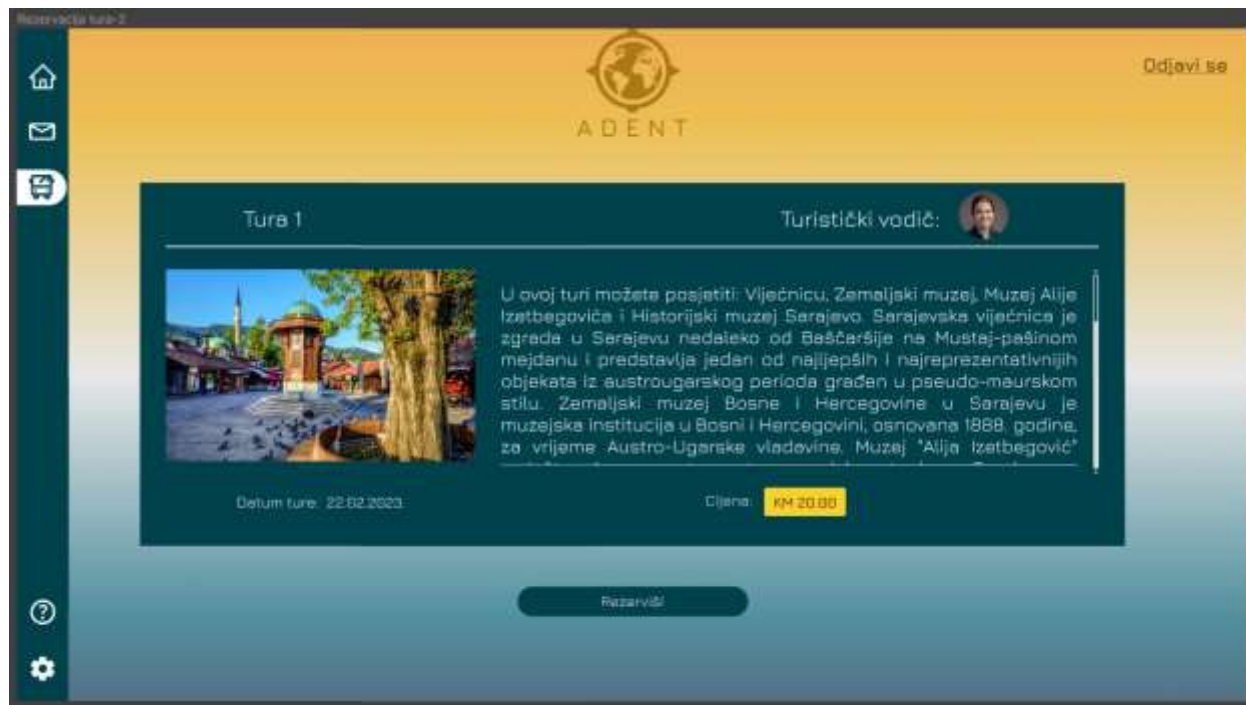 Rezervacija tura-2
Odjavi se
ADENT
Tura 1
Turistički vodič:
U ovoj turi možete posjetiti: Vijećnicu, Zemaljski muzej, Muzej Alije
Izetbegovića i Historijski muzej Sarajevo. Sarajevska vijećnica je
zgrada u Sarajevu nedaleko od Baščaršije na Mustaj-pašinom
mejdanu i predstavlja jedan od najljepših i najreprezentativnijih
objekata iz austrougarskog perioda građen u pseudo-maurskom
stilu. Zemaljski muzej Bosne i Hercegovine u Sarajevu je
muzejska institucija u Bosni i Hercegovini, osnovana 1888. godine,
za vrijeme Austro-Ugarske vladavine. Muzej "Alija Izetbegović"
Datum ture: 22.02.2023.
Cijena: KM 20.00
Rezerviši